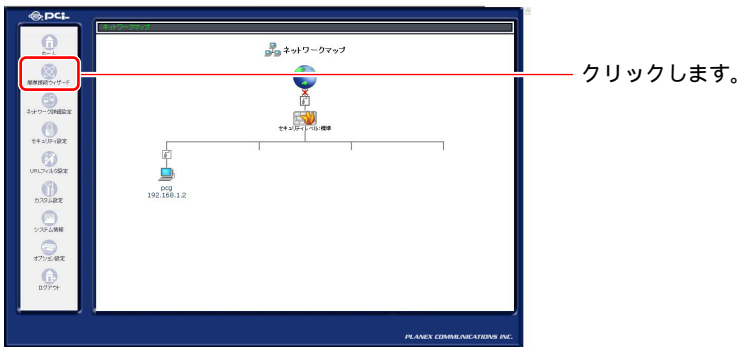 PCi
ネットワークマップ
ホーム
簡単接続ウィザード
ネットワーク詳細設定
セキュリティ設定
URLフィルタ設定
カスタム設定
システム情報
オプション設定
ログアウト
ネットワークマップ
セキュリティレベル:標準
pcg
192.168.1.2
クリックします。
PLANEX COMMUNICATIONS INC.